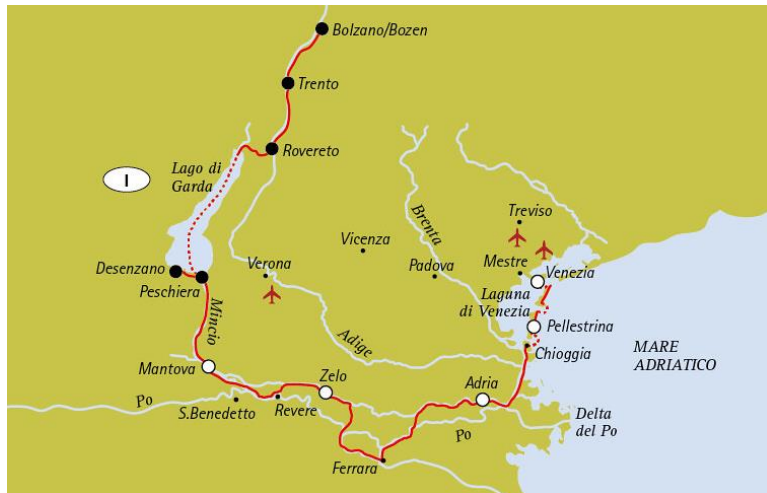 Bolzano/Bozen
Trento
Rovereto
Lago di
Garda
I
Brenta
Treviso
Vicenza
Verona
Padova
Mestre
Venezia
Desenzano
Peschiera
Laguna
di Venezia
Mincio
Pellestrina
Adige
Chioggia
MARE
ADRIATICO
Mantova
Zelo
Adria
Po
S.Benedetto
Revere
Po
Delta
del Po
Ferrara